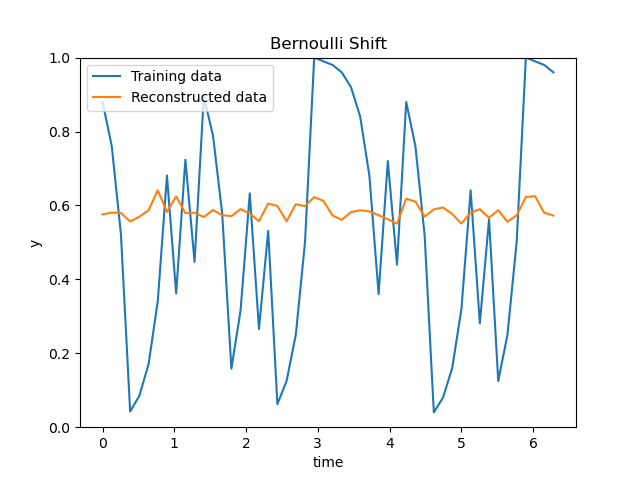 Bernoulli Shift
Training data
Reconstructed data
1.0
0.8
0.6
0.4
0.2
0.0
y
0 1 2 3 4 5 6
time